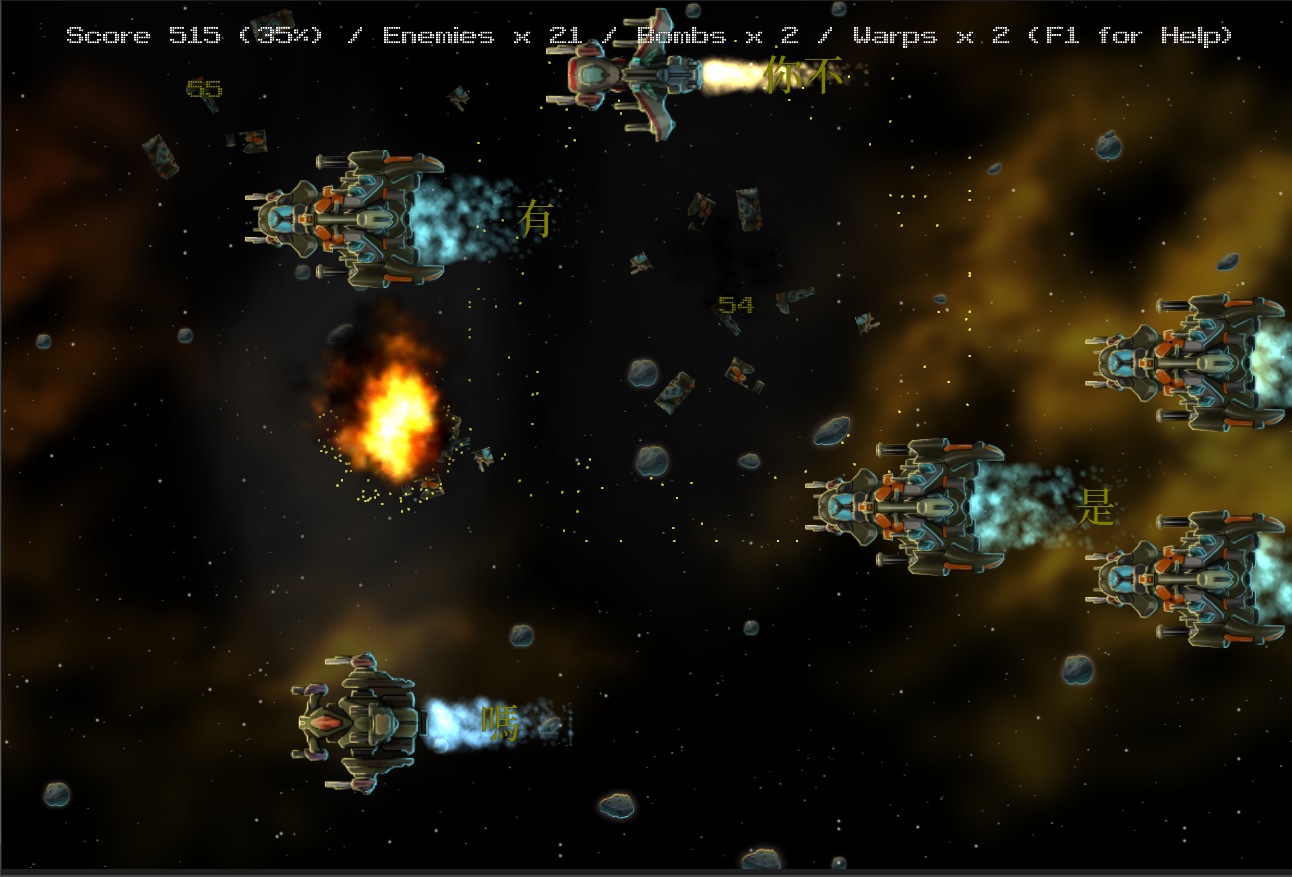 Score 515 (35%) / Enemies x 21 / Bombs x 2 / Warps x 2 (F1 for Help)
你不
55
有
54
是
嗎